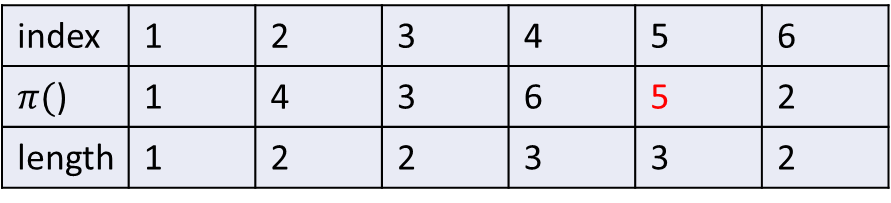 index 1 2 3 4 5 6
π() 1 4 3 6 5 2
length 1 2 2 3 3 2